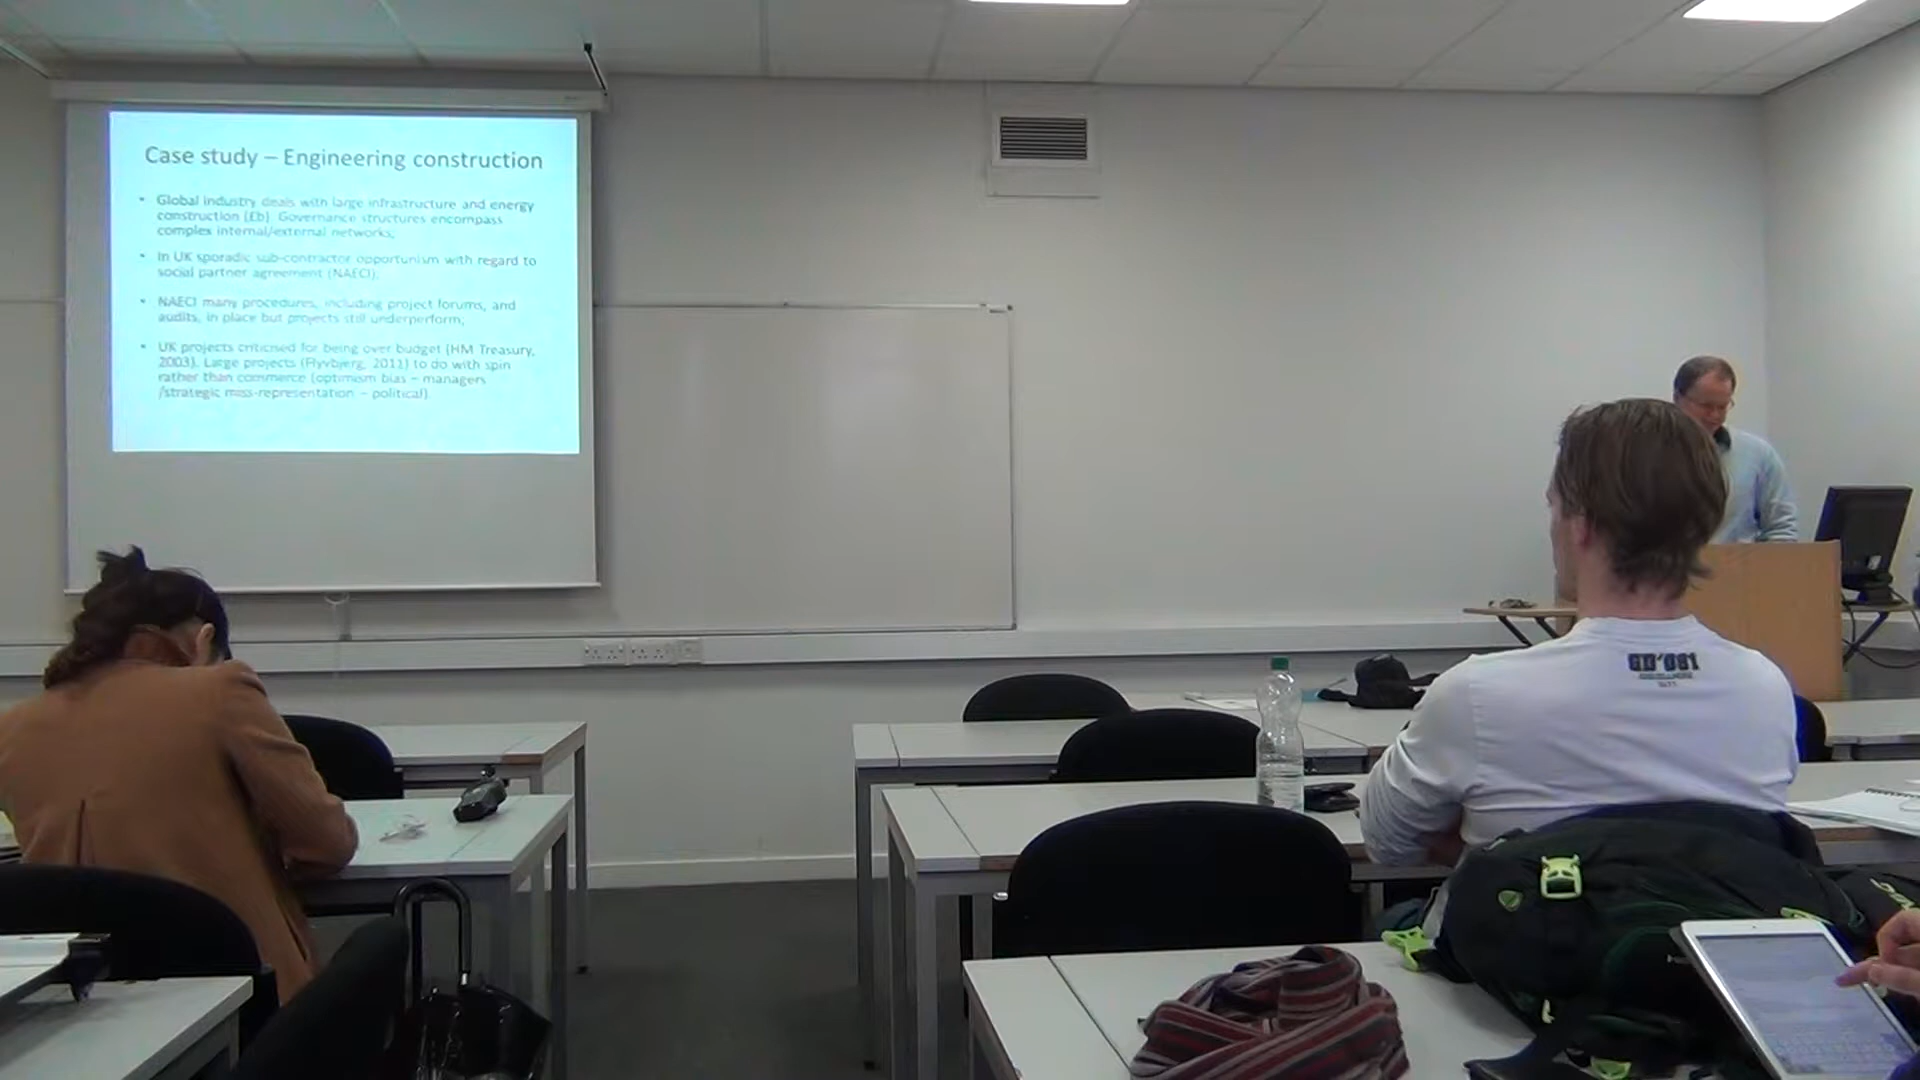 Case study – Engineering construction
• Global industry deals with large infrastructure and energy
construction (£b). Governance structures encompass
complex internal/external networks;
• In UK sporadic sub-contractor opportunism with regard to
social partner agreement (NAECI);
• NAECI many procedures, including project forums, and
audits, in place but projects still underperform;
• UK projects criticised for being over budget (HM Treasury,
2003). Large projects (Flyvbjerg, 2011) to do with spin
rather than commerce (optimism bias – managers
/strategic miss-representation – political).